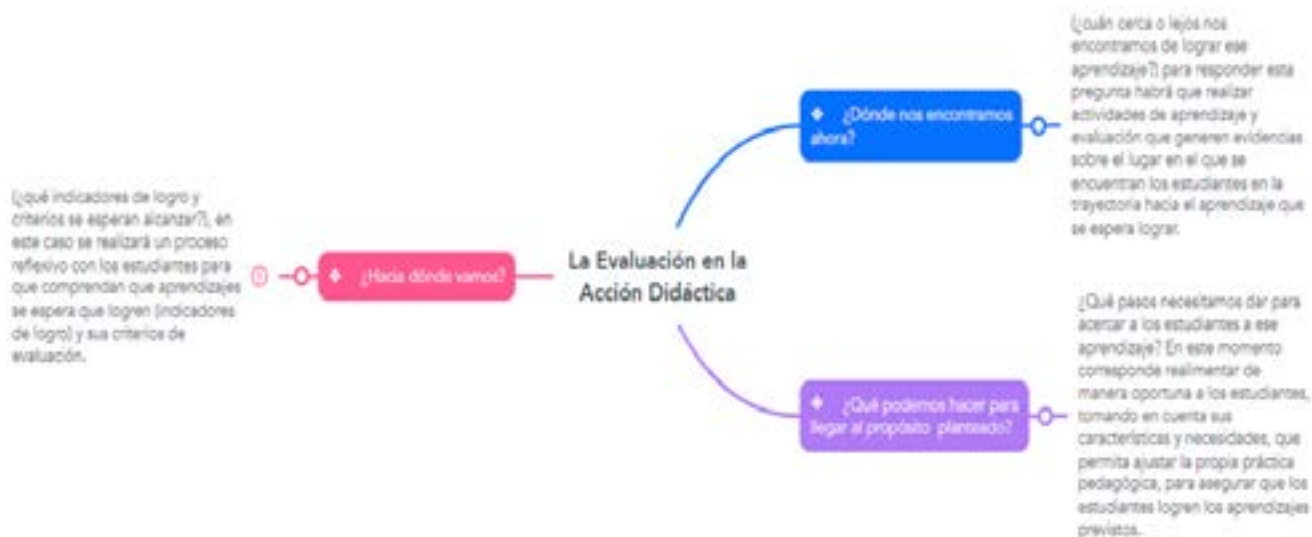 La Evaluación en la
Acción Didáctica
¿Hacia dónde vamos?
(¿qué indicadores de logro y
criterios se esperan alcanzar?), en
este caso se realizará un proceso
reflexivo con los estudiantes para
que comprendan que aprendizajes
se espera que logren (indicadores
de logro) y sus criterios de
evaluación.
¿Dónde nos encontramos
ahora?
(¿cuán cerca o lejos nos
encontramos de lograr ese
aprendizaje?) para responder esta
pregunta habrá que realizar
actividades de aprendizaje y
evaluación que generen evidencias
sobre el lugar en el que se
encuentran los estudiantes en la
trayectoria hacia el aprendizaje que
se espera lograr.
¿Qué podemos hacer para
llegar al propósito planteado?
¿Qué pasos necesitamos dar para
acercar a los estudiantes a ese
aprendizaje? En este momento
corresponde realimentar de
manera oportuna a los estudiantes,
tomando en cuenta sus
características y necesidades, que
permita ajustar la propia práctica
pedagógica, para asegurar que los
estudiantes logren los aprendizajes
previstos.